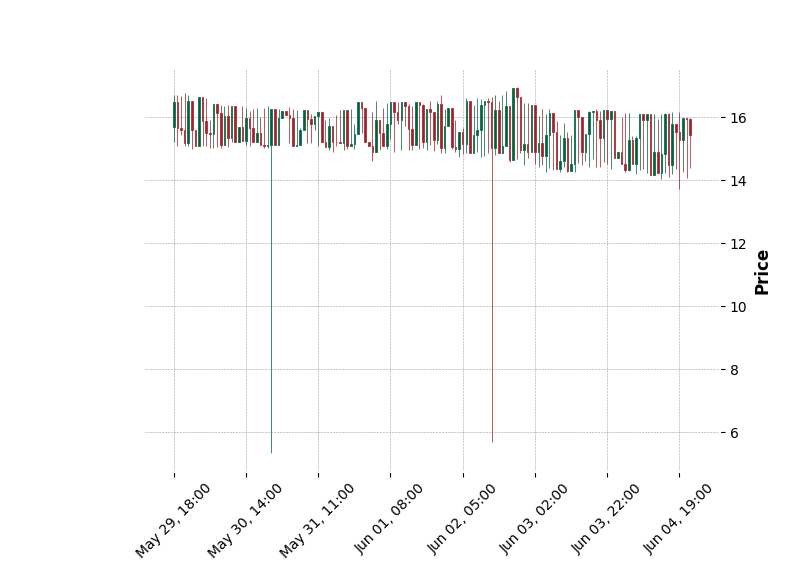 16
14
12
10
8
6
Price
May 29, 18:00
May 30, 14:00
May 31, 11:00
Jun 01, 08:00
Jun 02, 05:00
Jun 03, 02:00
Jun 03, 22:00
Jun 04, 19:00